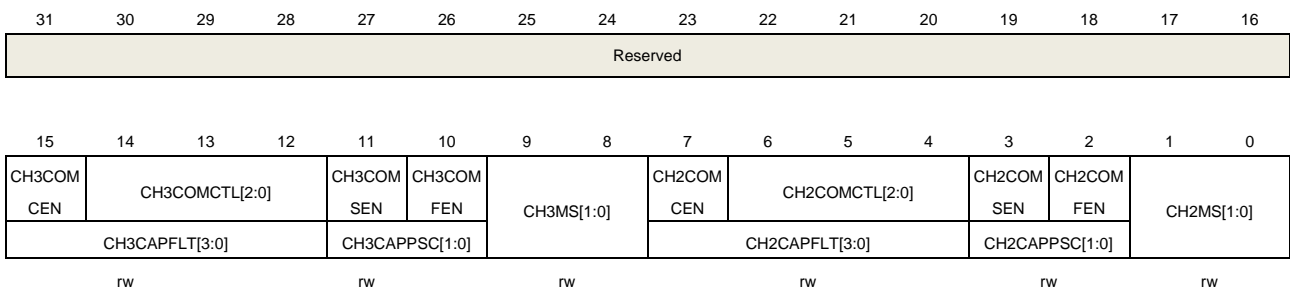 31 30 29 28 27 26 25 24 23 22 21 20 19 18 17 16
Reserved
15 14 13 12 11 10 9 8 7 6 5 4 3 2 1 0
CH3COM CEN CH3COMCTL[2:0] CH3COM SEN CH3COM FEN CH3MS[1:0] CH2COM CEN CH2COMCTL[2:0] CH2COM SEN CH2COM FEN CH2MS[1:0]
CH3CAPFLT[3:0] CH3CAPPSC[1:0] CH2CAPFLT[3:0] CH2CAPPSC[1:0]
rw rw rw rw rw rw